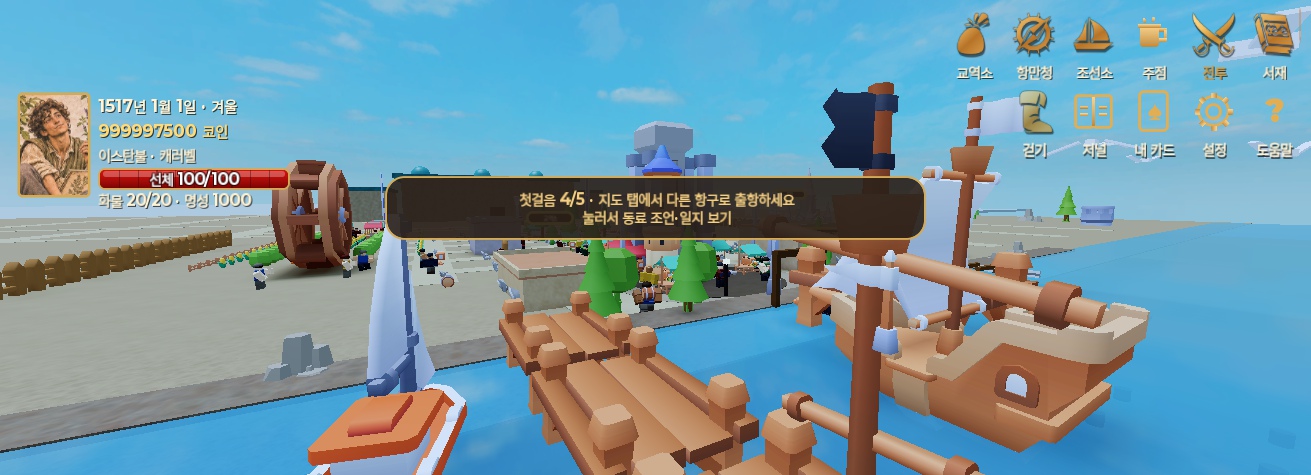 교역소
항만청
조선소
주점
전투
서재
걷기
저널
내 카드
설정
도움말
1517년 1월 1일 · 겨울
999997500 코인
이스탄불 · 캐러벨
선체 100/100
화물 20/20 · 명성 1000
첫걸음 4/5 · 지도 탭에서 다른 항구로 출항하세요
눌러서 동료 조언·일지 보기